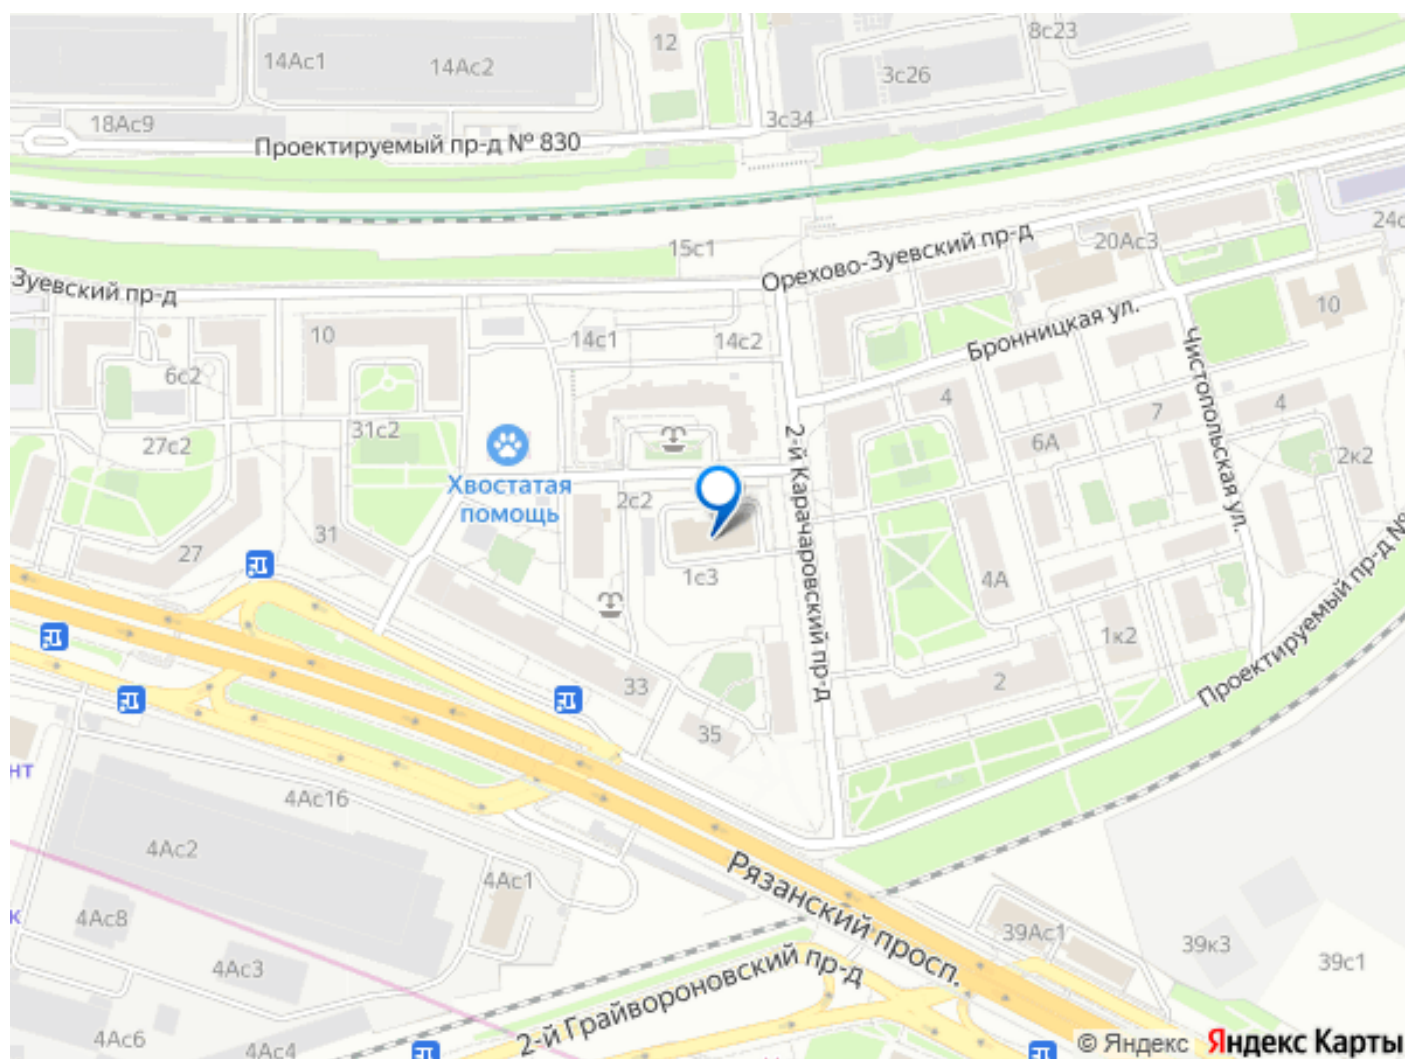 12
8с23
14Ас1
14Ас2
3с26
18Ас9
3с34
Проектируемый пр-д № 830
24с
15с1
Орехово-Зуевский пр-д
20Ас3
Зуевский пр-д
10
14с1
14с2
Бронницкая ул.
10
6с2
Чистопольская ул.
4
7
4
31с2
27с2
2-й Карачаровский пр-д
6А
2к2
Хвостатая
помощь
2с2
27
31
1с3
4А
Проектируемый пр-д №
1к2
33
2
35
нт
4Ас16
4Ас2
4Ас1
Рязанский просп.
к
4Ас8
39Ас1
39к3
39с1
4Ас3
2-й Грайвороновский пр-д
4Ас6
4Ас4
© Яндекс Яндекс Карты